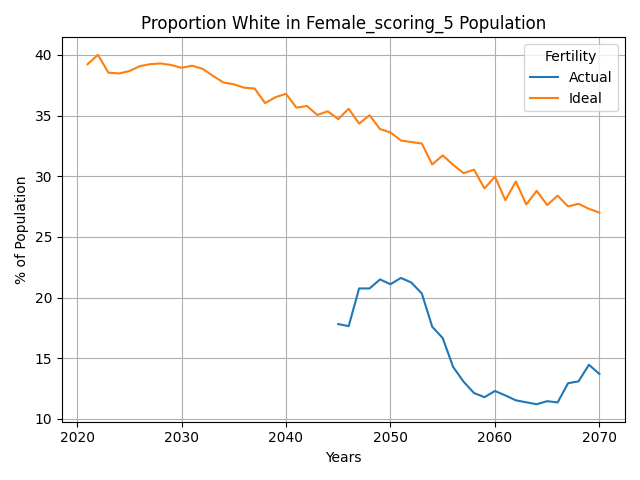 Proportion White in Female_scoring_5 Population
Fertility
Actual
Ideal
% of Population
40
35
30
25
20
15
10
2020
2030
2040
2050
2060
2070
Years